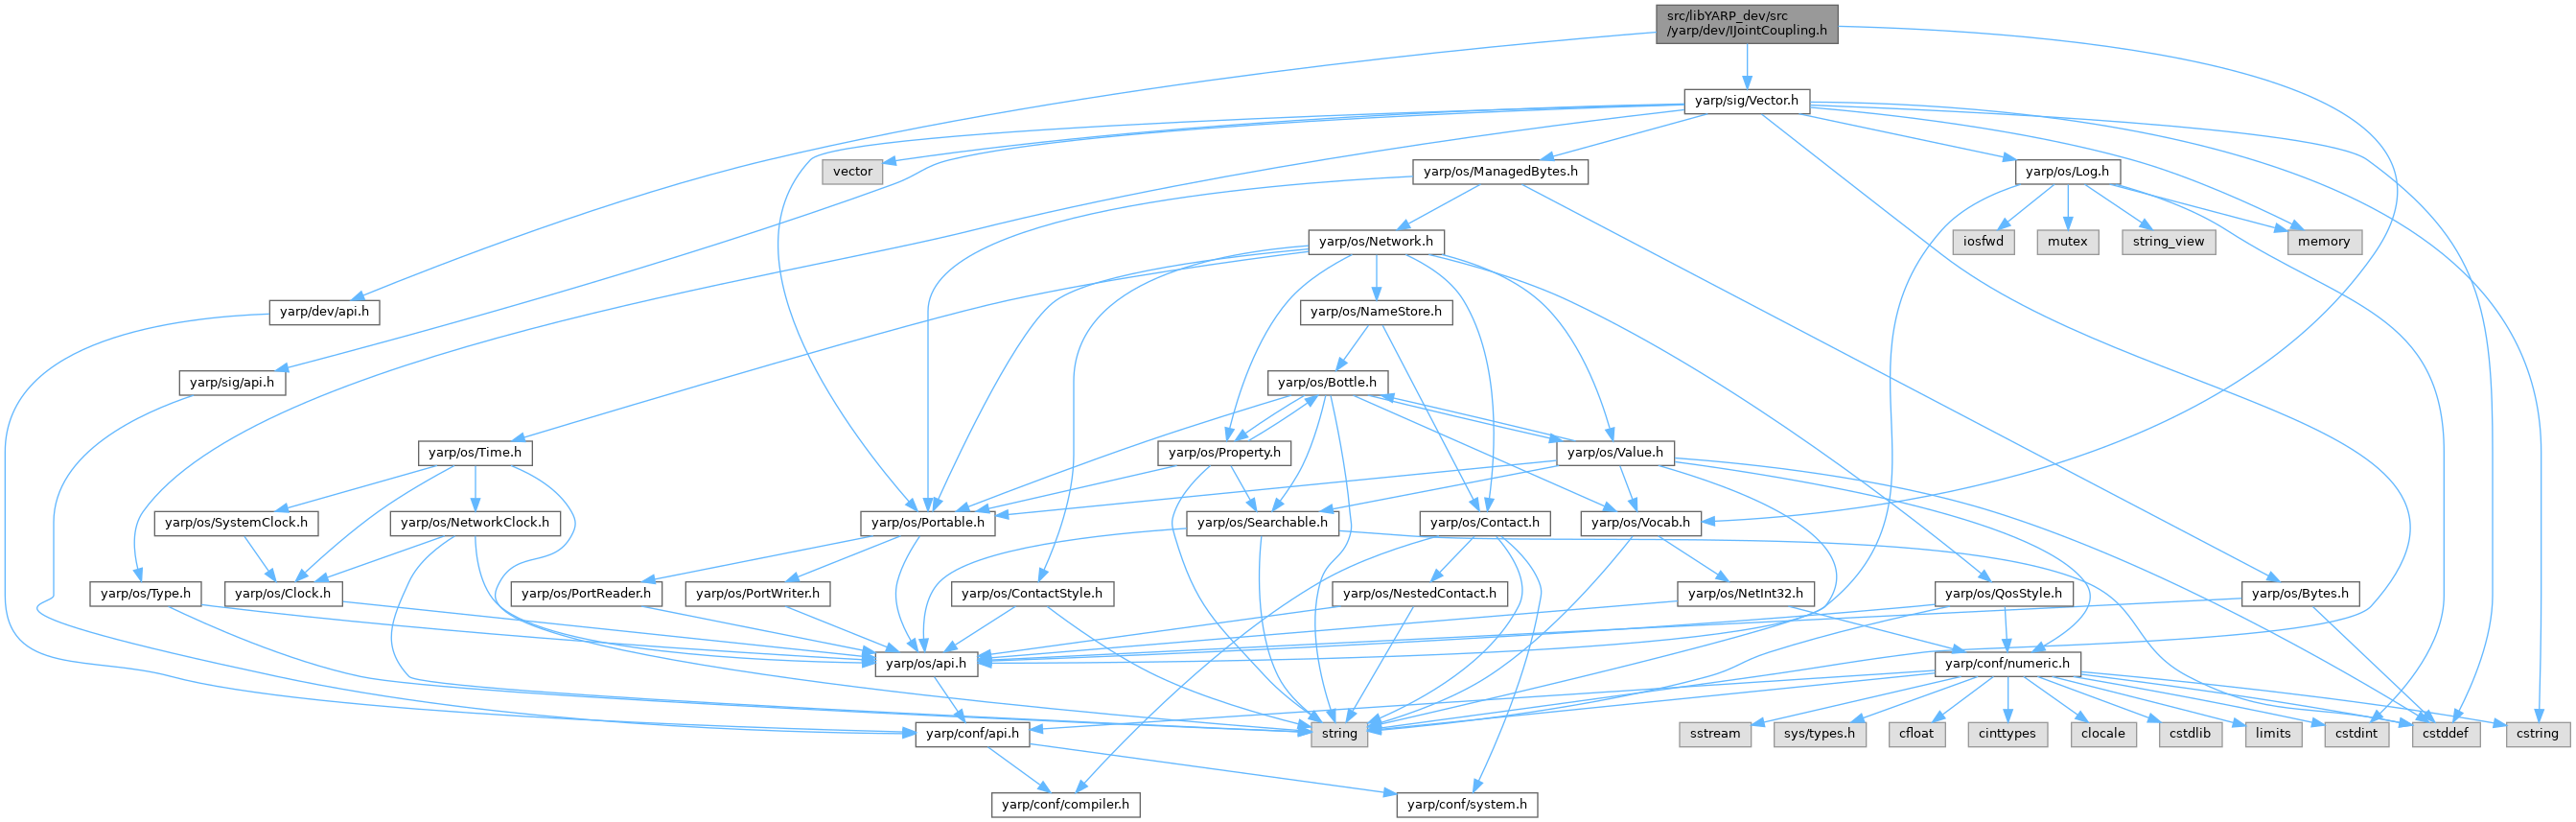 src/libYARP_dev/src
/yarp/dev/IJointCoupling.h
yarp/sig/Vector.h
vector
yarp/os/ManagedBytes.h
yarp/os/Log.h
yarp/os/Network.h
iosfwd
mutex
string_view
memory
yarp/dev/api.h
yarp/os/NameStore.h
yarp/sig/api.h
yarp/os/Bottle.h
yarp/os/Time.h
yarp/os/Property.h
yarp/os/Value.h
yarp/os/SystemClock.h
yarp/os/NetworkClock.h
yarp/os/Portable.h
yarp/os/Searchable.h
yarp/os/Contact.h
yarp/os/Vocab.h
yarp/os/Type.h
yarp/os/Clock.h
yarp/os/PortReader.h
yarp/os/PortWriter.h
yarp/os/ContactStyle.h
yarp/os/NestedContact.h
yarp/os/NetInt32.h
yarp/os/QosStyle.h
yarp/os/Bytes.h
yarp/os/api.h
yarp/conf/numeric.h
yarp/conf/api.h
string
sstream
sys/types.h
cfloat
cinttypes
clocale
cstdlib
limits
cstdint
cstddef
cstring
yarp/conf/compiler.h
yarp/conf/system.h